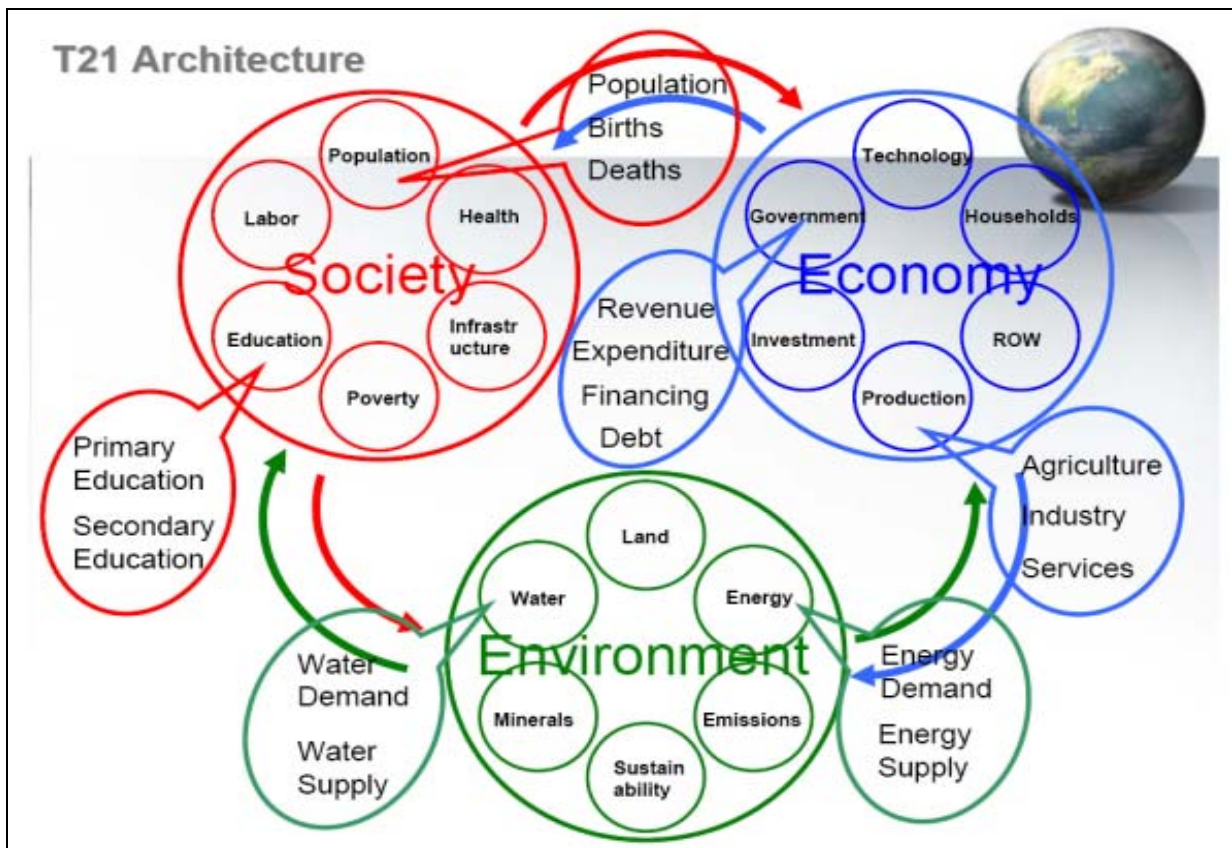 T21 Architecture
Population
Births
Deaths
Population
Labor
Health
Society
Education
Infrastr
ucture
Poverty
Primary
Education
Secondary
Education
Technology
Government
Households
Economy
Investment
ROW
Production
Revenue
Expenditure
Financing
Debt
Agriculture
Industry
Services
Land
Water
Energy
Environment
Minerals
Emissions
Sustain
ability
Water
Demand
Water
Supply
Energy
Demand
Energy
Supply